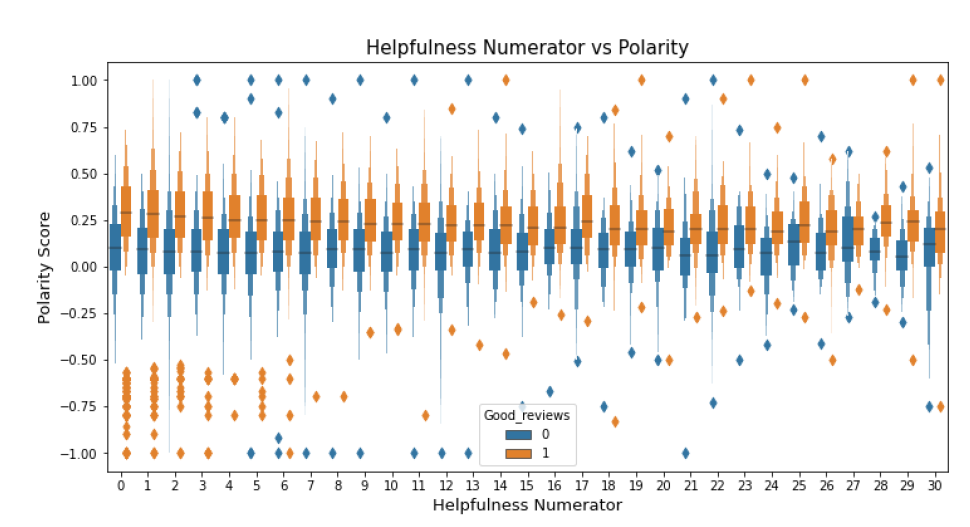 Helpfulness Numerator vs Polarity
1.00
0.75
0.50
0.25
0.00
−0.25
−0.50
−0.75
−1.00
Polarity Score
Good_reviews
0
1
0 1 2 3 4 5 6 7 8 9 10 11 12 13 14 15 16 17 18 19 20 21 22 23 24 25 26 27 28 29 30
Helpfulness Numerator